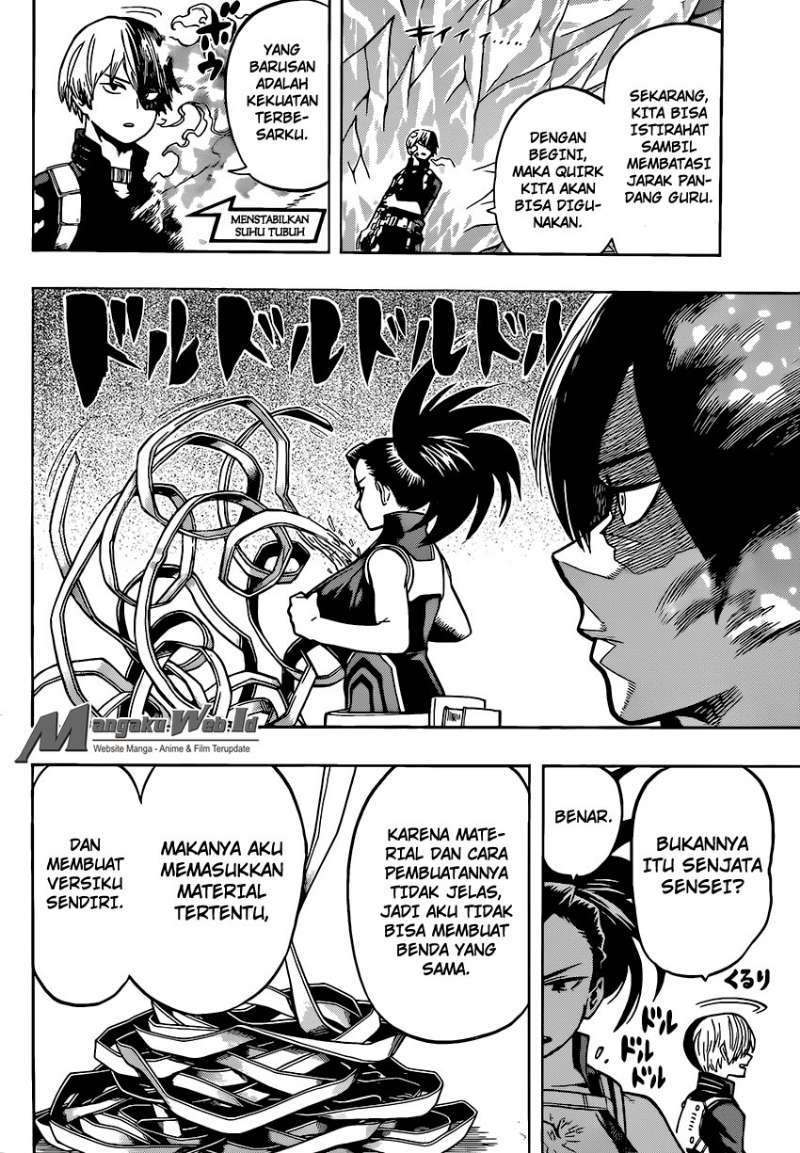 キィィ...
SEKARANG,
KITA BISA
ISTIRAHAT
SAMBIL
MEMBATASI
JARAK PAN-
DANG GURU.
DENGAN
BEGINI,
MAKA QUIRK
KITA AKAN
BISA DIGU-
NAKAN.
ボウ
YANG
BARUSAN
ADALAH
KEKUATAN
TERBE-
SARKU.
MENSTABILKAN
SUHU TUBUH
ドルドルドルドル
BUKANNYA
ITU SENJATA
SENSEI?
BENAR.
くるり
ドル
ドル
ドル
KARENA MATE-
RIAL DAN CARA
PEMBUATANNYA
TIDAK JELAS,
JADI AKU TIDAK
BISA MEMBUAT
BENDA YANG
SAMA.
MAKANYA AKU
MEMASUKKAN
MATERIAL
TERTENTU,
DAN
MEMBUAT
VERSIKU
SENDIRI.
Mangaku.Web.Id
Website Manga - Anime & Film Terupdate